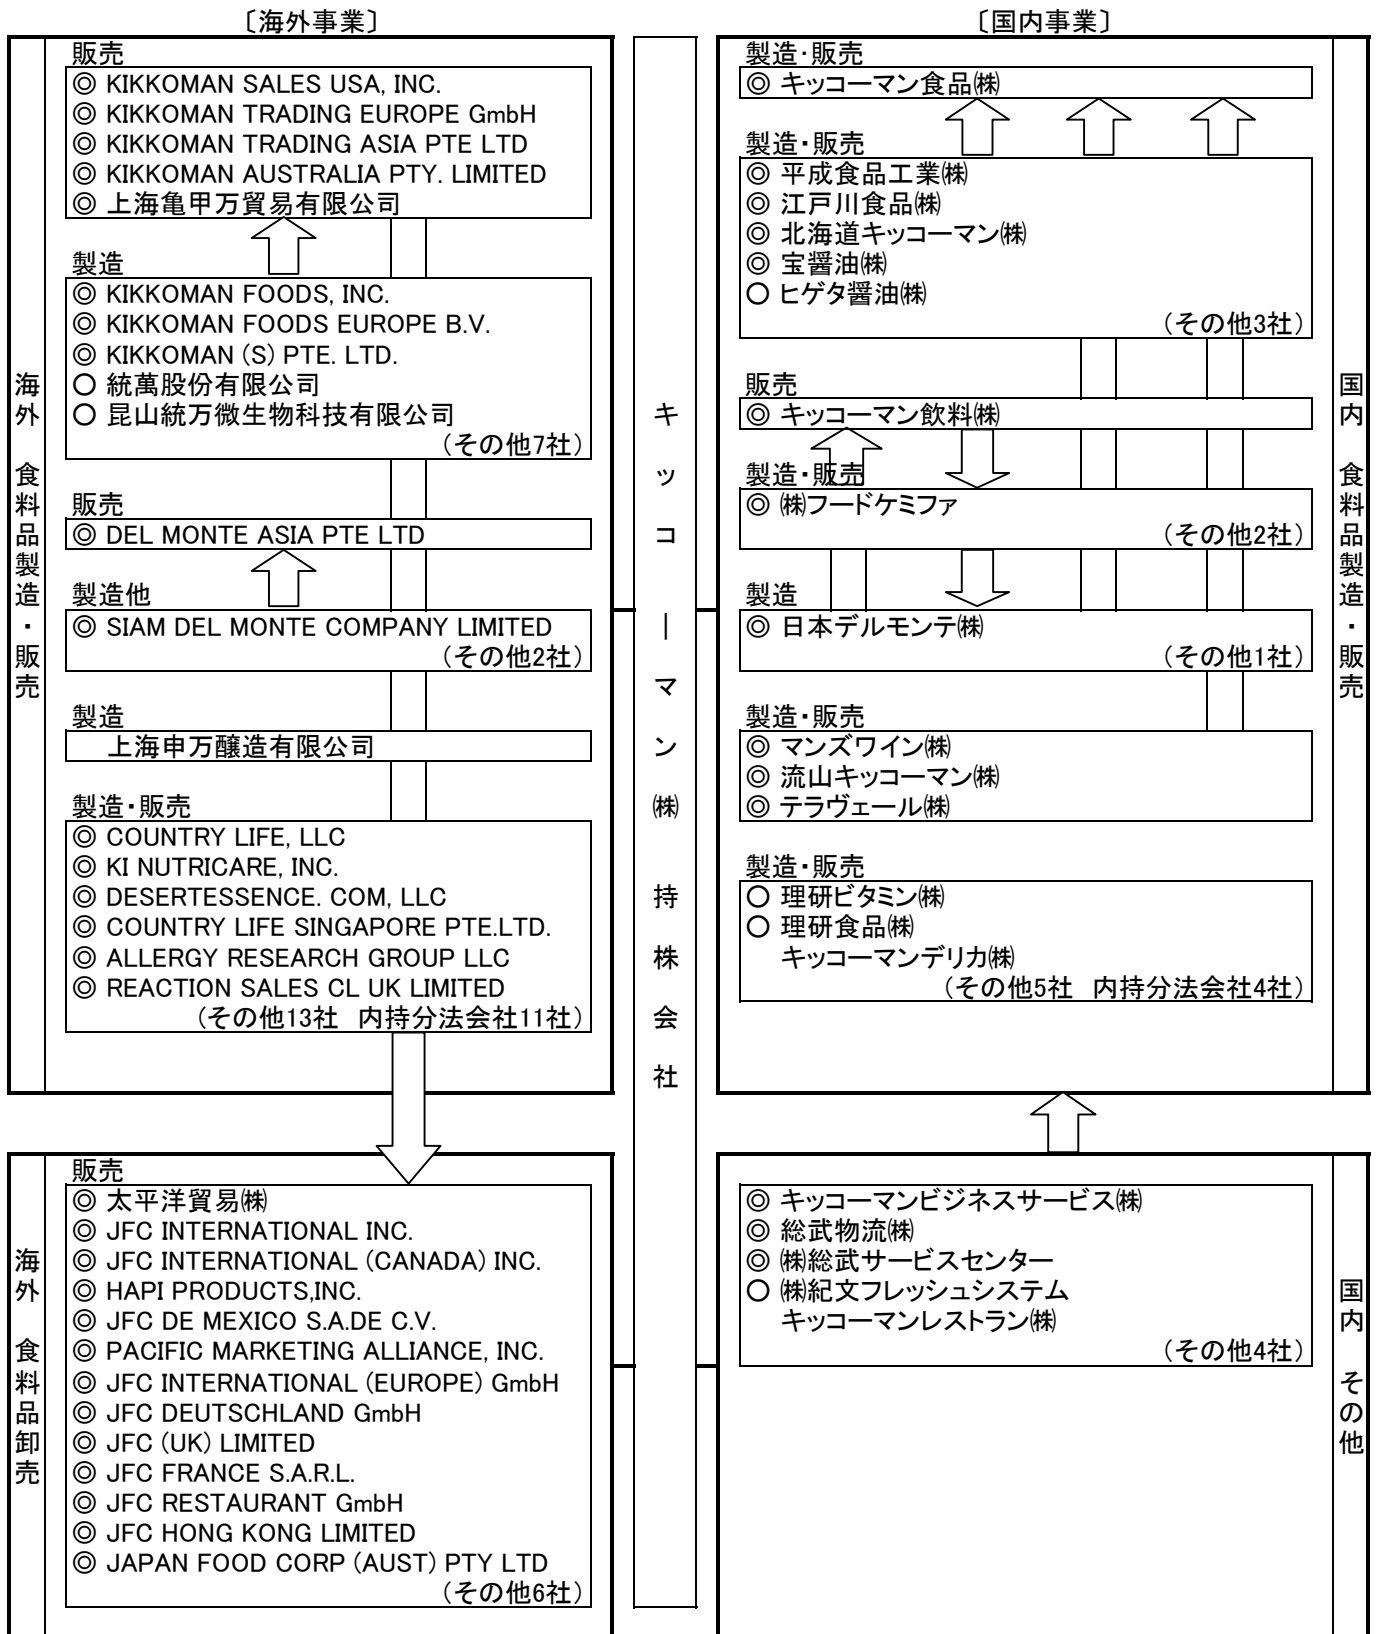 〔海外事業〕
販売
◎ KIKKOMAN SALES USA, INC.
◎ KIKKOMAN TRADING EUROPE GmbH
◎ KIKKOMAN TRADING ASIA PTE LTD
◎ KIKKOMAN AUSTRALIA PTY. LIMITED
◎ 上海亀甲万貿易有限公司
製造
◎ KIKKOMAN FOODS, INC.
◎ KIKKOMAN FOODS EUROPE B.V.
◎ KIKKOMAN (S) PTE. LTD.
○ 統萬股份有限公司
○ 昆山統万微生物科技有限公司
(その他7社)
販売
◎ DEL MONTE ASIA PTE LTD
製造他
◎ SIAM DEL MONTE COMPANY LIMITED
(その他2社)
製造
上海申万醸造有限公司
製造・販売
◎ COUNTRY LIFE, LLC
◎ KI NUTRICARE, INC.
◎ DESERTESSENCE. COM, LLC
◎ COUNTRY LIFE SINGAPORE PTE.LTD.
◎ ALLERGY RESEARCH GROUP LLC
◎ REACTION SALES CL UK LIMITED
(その他13社 内持分法会社11社)
海外 食料品製造・販売
販売
◎ 太平洋貿易㈱
◎ JFC INTERNATIONAL INC.
◎ JFC INTERNATIONAL (CANADA) INC.
◎ HAPI PRODUCTS,INC.
◎ JFC DE MEXICO S.A.DE C.V.
◎ PACIFIC MARKETING ALLIANCE, INC.
◎ JFC INTERNATIONAL (EUROPE) GmbH
◎ JFC DEUTSCHLAND GmbH
◎ JFC (UK) LIMITED
◎ JFC FRANCE S.A.R.L.
◎ JFC RESTAURANT GmbH
◎ JFC HONG KONG LIMITED
◎ JAPAN FOOD CORP (AUST) PTY LTD
(その他6社)
海外 食料品卸売
キッコーマン㈱ 持株会社
〔国内事業〕
製造・販売
◎ キッコーマン食品㈱
製造・販売
◎ 平成食品工業㈱
◎ 江戸川食品㈱
◎ 北海道キッコーマン㈱
◎ 宝醤油㈱
○ ヒゲタ醤油㈱
(その他3社)
販売
◎ キッコーマン飲料㈱
製造・販売
◎ ㈱フードケミファ
(その他2社)
製造
◎ 日本デルモンテ㈱
(その他1社)
製造・販売
◎ マンズワイン㈱
◎ 流山キッコーマン㈱
◎ テラヴェール㈱
製造・販売
○ 理研ビタミン㈱
○ 理研食品㈱
キッコーマンデリカ㈱
(その他5社 内持分法会社4社)
国内 食料品製造・販売
◎ キッコーマンビジネスサービス㈱
◎ 総武物流㈱
◎ ㈱総武サービスセンター
○ ㈱紀文フレッシュシステム
キッコーマンレストラン㈱
(その他4社)
国内 その他